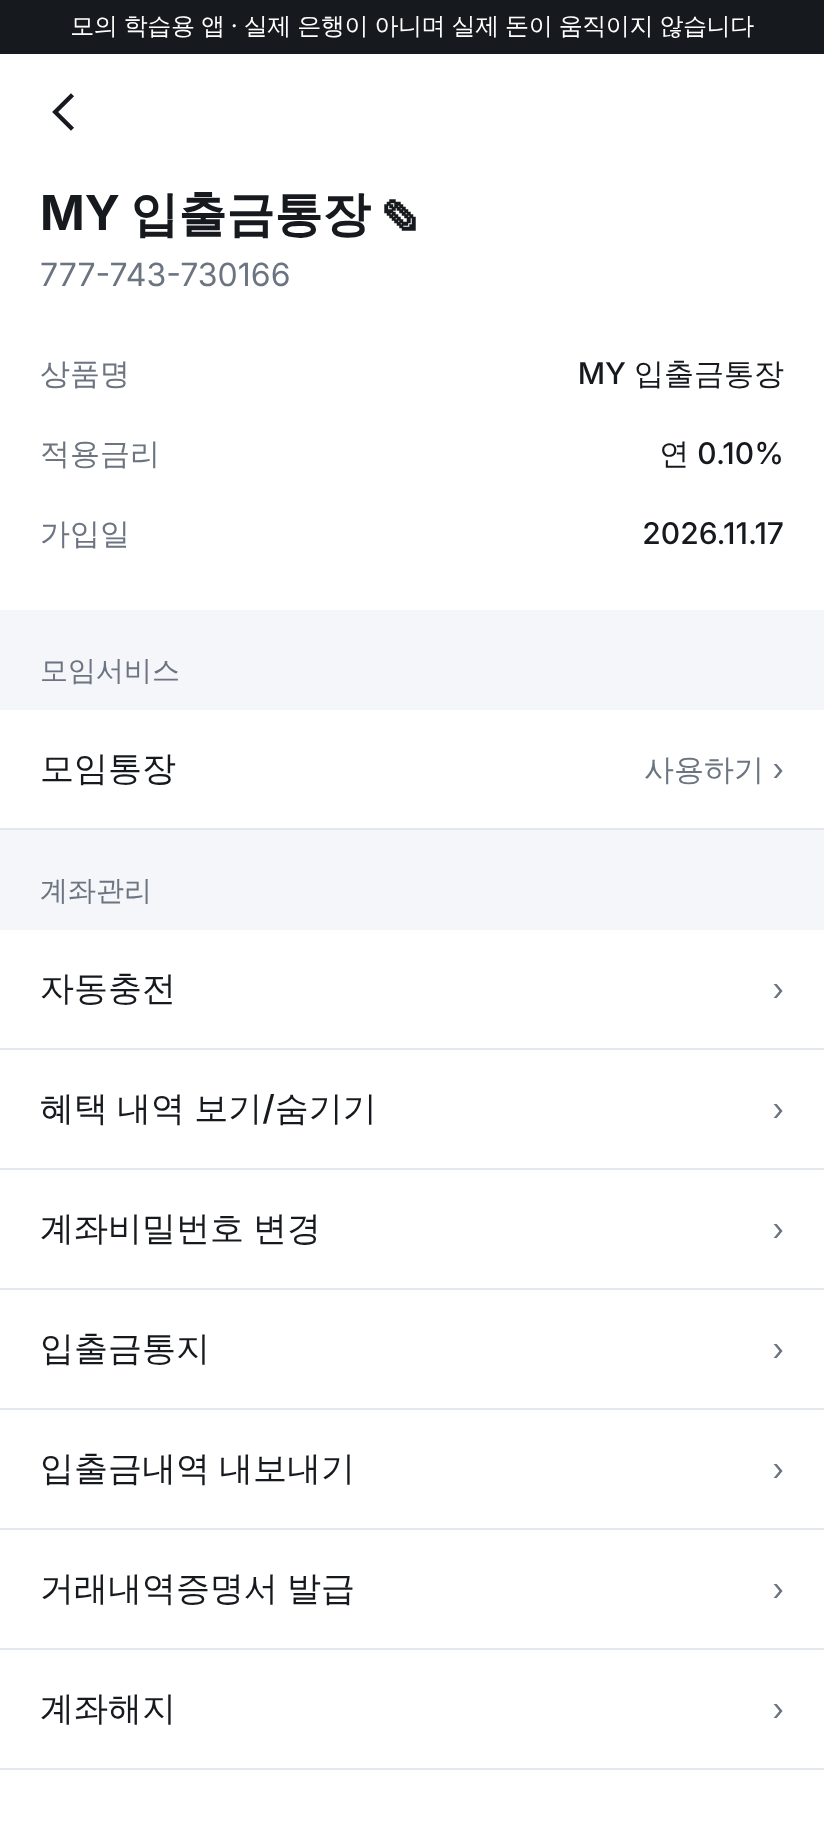 모의 학습용 앱 · 실제 은행이 아니며 실제 돈이 움직이지 않습니다
MY 입출금통장 ✎
777-743-730166
상품명 MY 입출금통장
적용금리 연 0.10%
가입일 2026.11.17
모임서비스
모임통장 사용하기 ›
계좌관리
자동충전 ›
혜택 내역 보기/숨기기 ›
계좌비밀번호 변경 ›
입출금통지 ›
입출금내역 내보내기 ›
거래내역증명서 발급 ›
계좌해지 ›